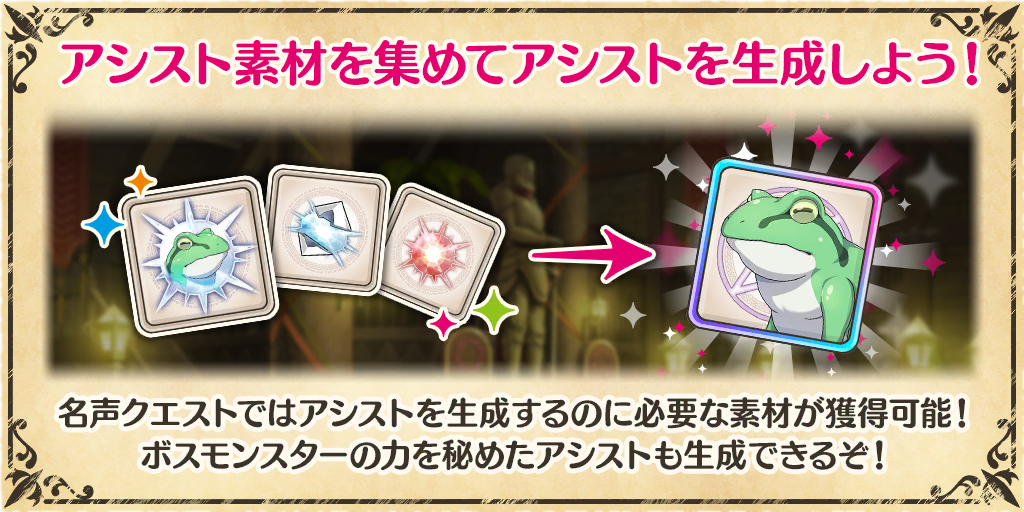 アシスト素材を集めてアシストを生成しよう!
名声クエストではアシストを生成するのに必要な素材が獲得可能!
ボスモンスターの力を秘めたアシストも生成できるぞ!